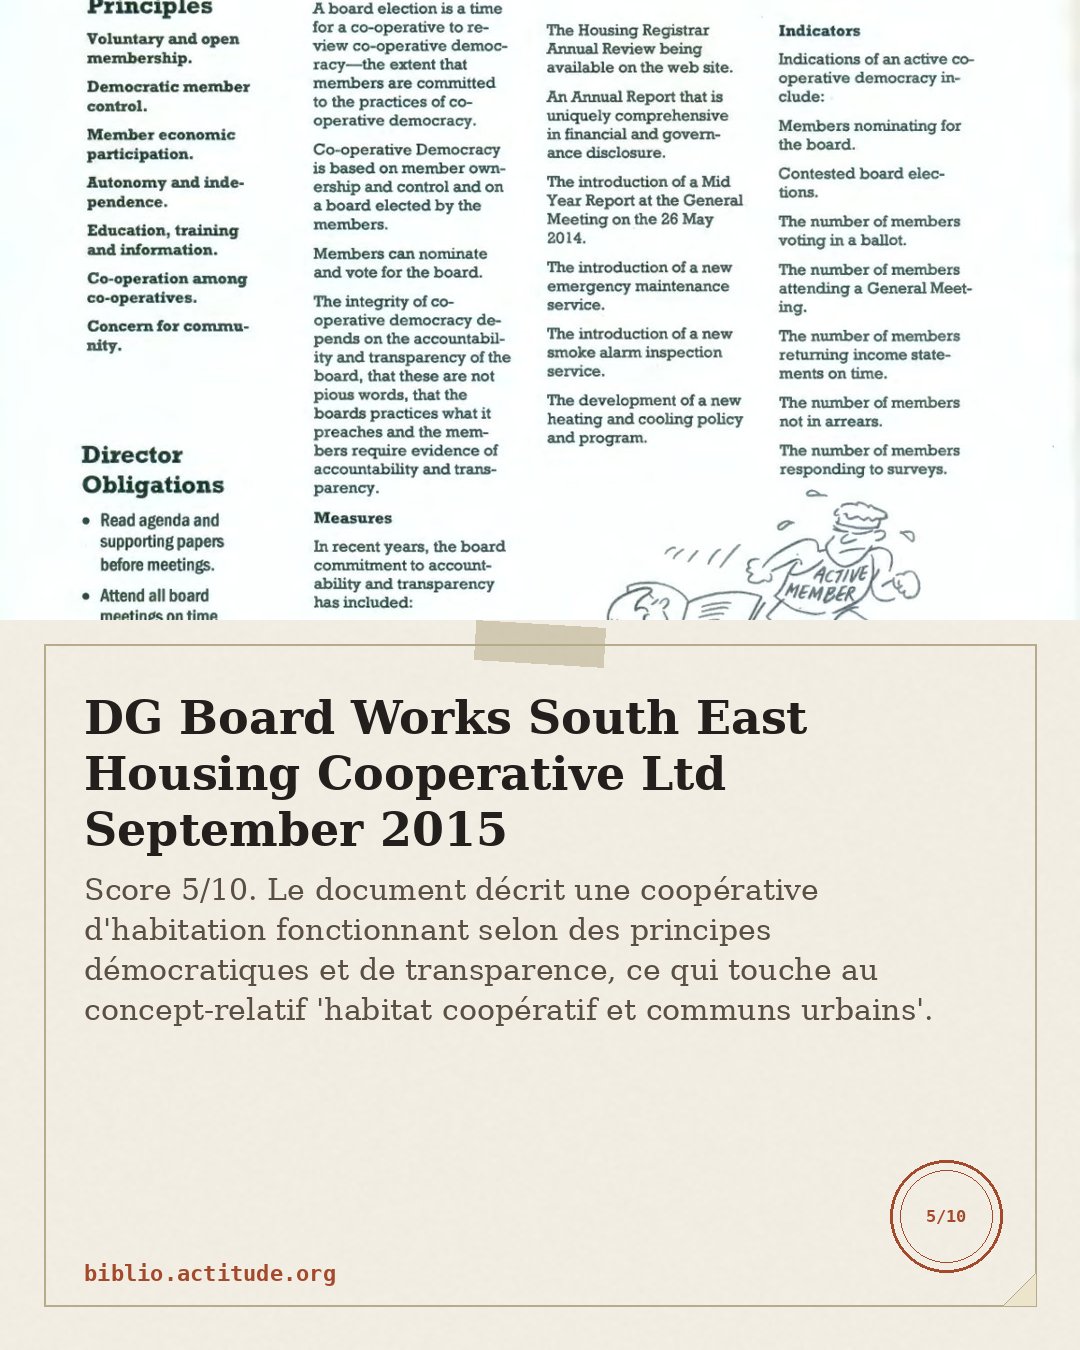 Principles
Voluntary and open
membership.
Democratic member
control.
Member economic
participation.
Autonomy and inde-
pendence.
Education, training
and information.
Co-operation among
co-operatives.
Concern for commu-
nity.
Director
Obligations
• Read agenda and
supporting papers
before meetings.
• Attend all board
meetings on time
A board election is a time
for a co-operative to re-
view co-operative democ-
racy—the extent that
members are committed
to the practices of co-
operative democracy.
Co-operative Democracy
is based on member own-
ership and control and on
a board elected by the
members.
Members can nominate
and vote for the board.
The integrity of co-
operative democracy de-
pends on the accountabil-
ity and transparency of the
board, that these are not
pious words, that the
boards practices what it
preaches and the mem-
bers require evidence of
accountability and trans-
parency.
Measures
In recent years, the board
commitment to account-
ability and transparency
has included:
The Housing Registrar
Annual Review being
available on the web site.
An Annual Report that is
uniquely comprehensive
in financial and govern-
ance disclosure.
The introduction of a Mid
Year Report at the General
Meeting on the 26 May
2014.
The introduction of a new
emergency maintenance
service.
The introduction of a new
smoke alarm inspection
service.
The development of a new
heating and cooling policy
and program.
Indicators
Indications of an active co-
operative democracy in-
clude:
Members nominating for
the board.
Contested board elec-
tions.
The number of members
voting in a ballot.
The number of members
attending a General Meet-
ing.
The number of members
returning income state-
ments on time.
The number of members
not in arrears.
The number of members
responding to surveys.
ACTIVE
MEMBER
DG Board Works South East
Housing Cooperative Ltd
September 2015
Score 5/10. Le document décrit une coopérative
d'habitation fonctionnant selon des principes
démocratiques et de transparence, ce qui touche au
concept-relatif 'habitat coopératif et communs urbains'.
5/10
biblio.actitude.org